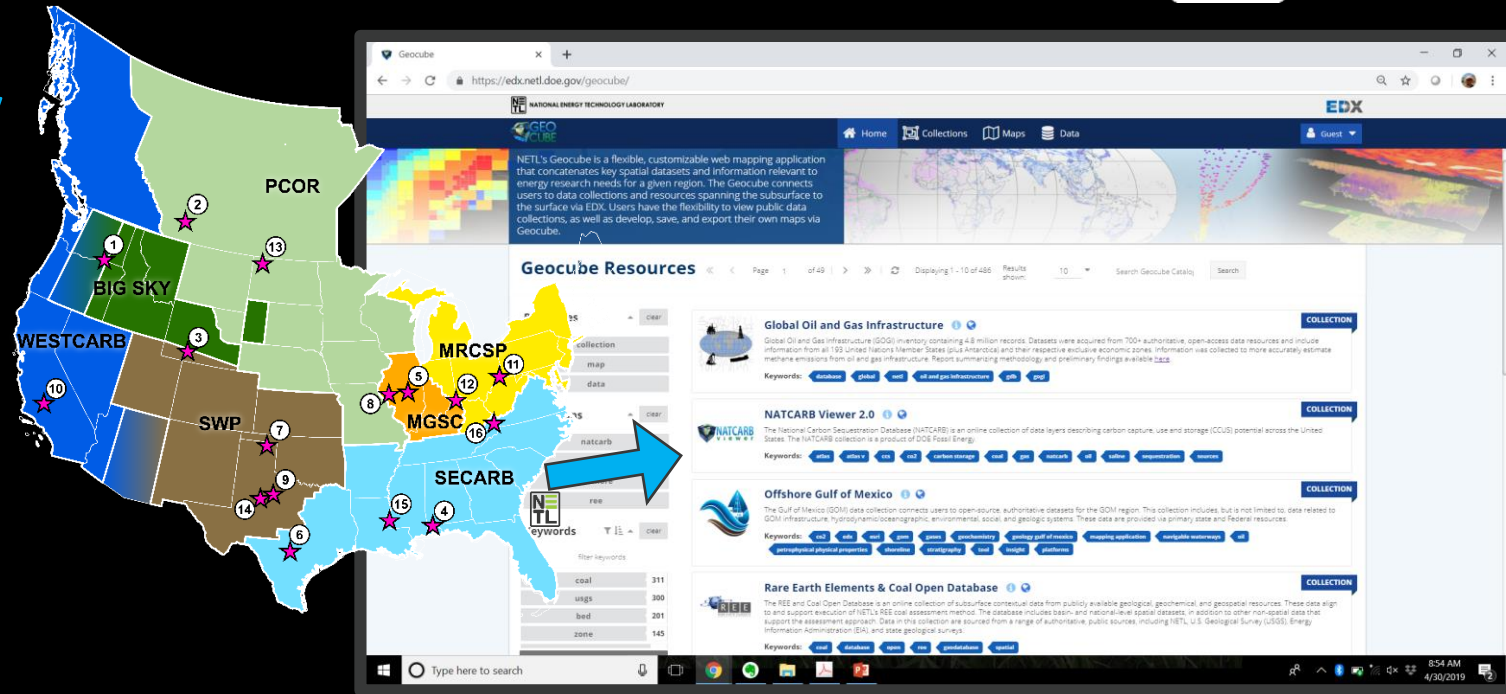 Geocube
https://edx.netl.doe.gov/geocube/
NETL NATIONAL ENERGY TECHNOLOGY LABORATORY
EDX
GEO CUBE
Home
Collections
Maps
Data
Guest
NETL's Geocube is a flexible, customizable web mapping application
that concatenates key spatial datasets and information relevant to
energy research needs for a given region. The Geocube connects
users to data collections and resources spanning the subsurface to
the surface via EDX. Users have the flexibility to view public data
collections, as well as develop, save, and export their own maps via
Geocube.
Geocube Resources
« < Page 1 of 49 > » Displaying 1 - 10 of 486 Results shown: 10
Search Geocube Catalog
Search
clear
collection
map
data
clear
natcarb
ree
eywords
clear
filter keywords
coal 311
usgs 300
bed 201
zone 145
Global Oil and Gas Infrastructure
COLLECTION
Global Oil and Gas Infrastructure (GOGI) inventory containing 4.8 million records. Datasets were acquired from 700+ authoritative, open-access data resources and include
information from all 193 United Nations Member States (plus Antarctica) and their respective exclusive economic zones. Information was collected to more accurately estimate
methane emissions from oil and gas infrastructure. Report summarizing methodology and preliminary findings available here.
Keywords: database global netl oil and gas infrastructure gdb gogi
NATCARB VIEWER
NATCARB Viewer 2.0
COLLECTION
The National Carbon Sequestration Database (NATCARB) is an online collection of data layers describing carbon capture, use and storage (CCUS) potential across the United
States. The NATCARB collection is a product of DOE Fossil Energy.
Keywords: atlas atlas v ccs co2 carbon storage coal gas natcarb oil saline sequestration sources
Offshore Gulf of Mexico
COLLECTION
The Gulf of Mexico (GOM) data collection connects users to open-source, authoritative datasets for the GOM region. This collection includes, but is not limited to, data related to
GOM infrastructure, hydrodynamic/oceanographic, environmental, social, and geologic systems. These data are provided via primary state and Federal resources.
Keywords: co2 edx esri gom gases geochemistry geology gulf of mexico mapping application navigable waterways oil
petrophysical physical properties shoreline stratigraphy tool insight platforms
REE
Rare Earth Elements & Coal Open Database
COLLECTION
The REE and Coal Open Database is an online collection of subsurface contextual data from publicly available geological, geochemical, and geospatial resources. These data align
to and support execution of NETL's REE coal assessment method. The database includes basin- and national-level spatial datasets, in addition to other non-spatial data that
support the assessment approach. Data in this collection are sourced from a range of authoritative, public sources, including NETL, U.S. Geological Survey (USGS), Energy
Information Administration (EIA), and state geological surveys.
Keywords: coal database open ree geodatabase spatial
Type here to search
8:54 AM
4/30/2019
2
PCOR
2
13
1
BIG SKY
WESTCARB
3
MRCSP
11
5
12
10
8
MGSC
SWP
16
7
SECARB
9
14
15
4
6
NETL